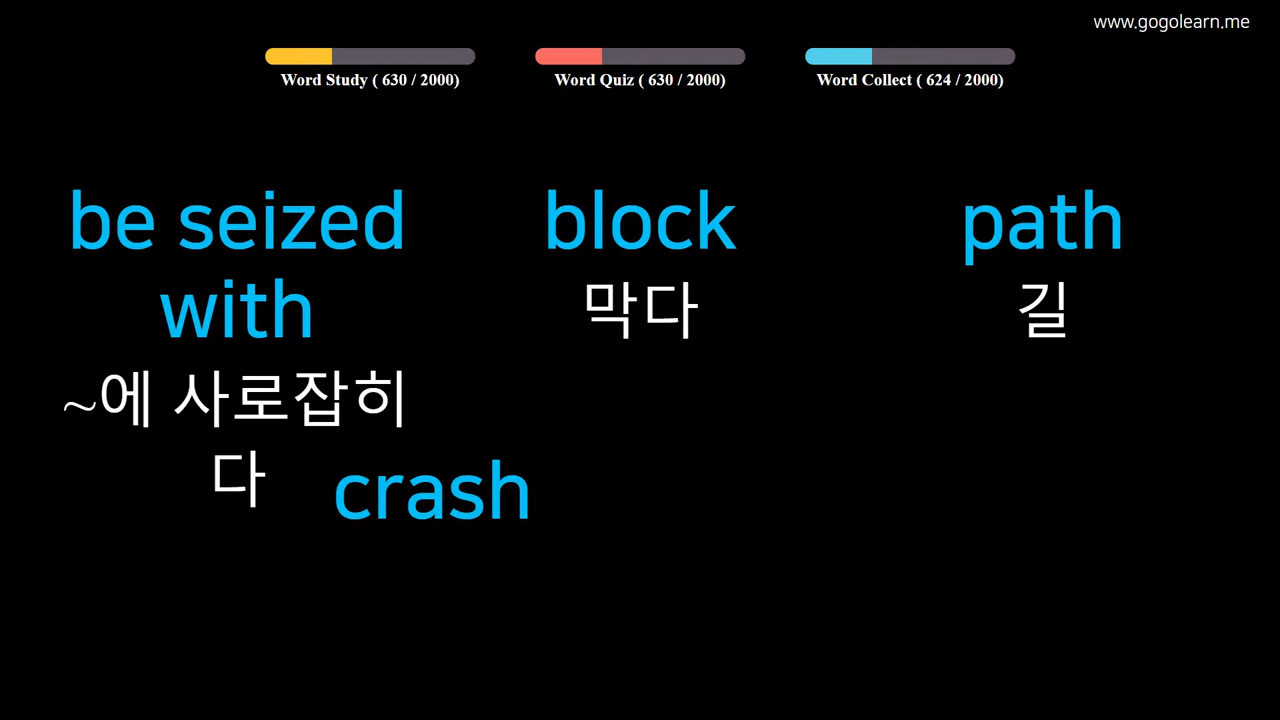 www.gogolearn.me
Word Study ( 630 / 2000)
Word Quiz ( 630 / 2000)
Word Collect ( 624 / 2000)
be seized
with
~에 사로잡히
다
block
막다
path
길
crash